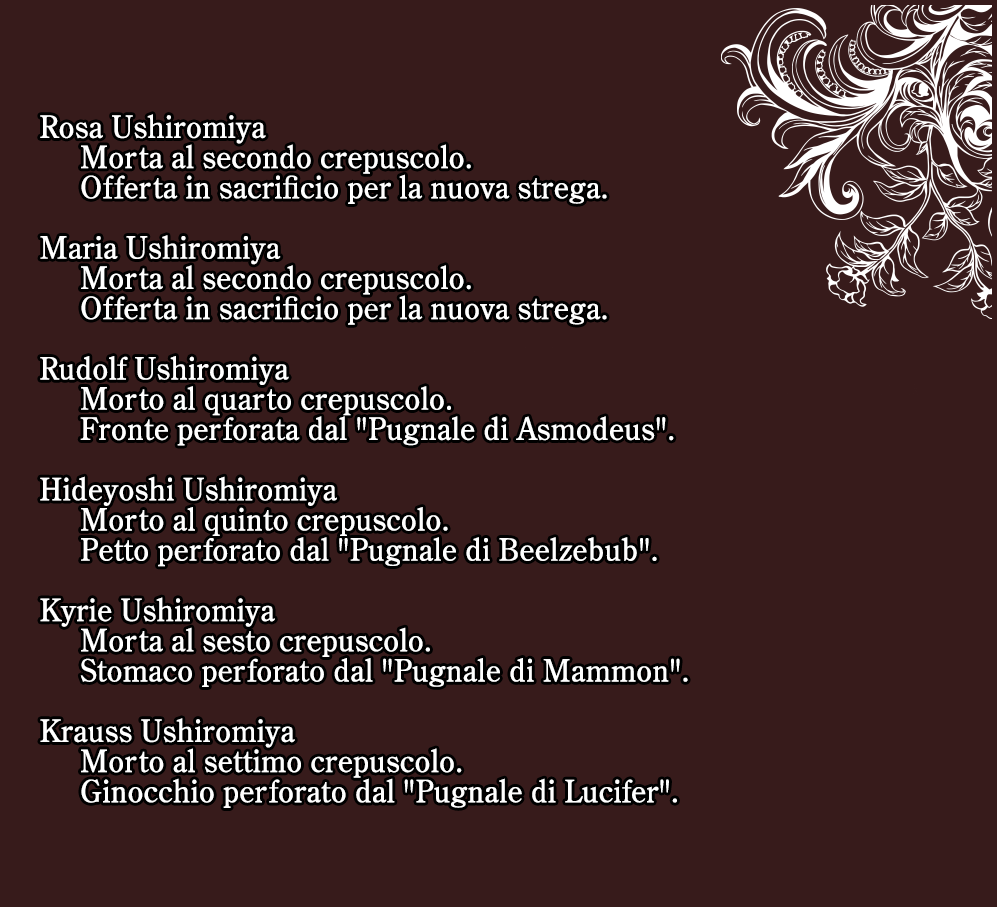 Rosa Ushiromiya
Morta al secondo crepuscolo.
Offerta in sacrificio per la nuova strega.
Maria Ushiromiya
Morta al secondo crepuscolo.
Offerta in sacrificio per la nuova strega.
Rudolf Ushiromiya
Morto al quarto crepuscolo.
Fronte perforata dal "Pugnale di Asmodeus".
Hideyoshi Ushiromiya
Morto al quinto crepuscolo.
Petto perforato dal "Pugnale di Beelzebub".
Kyrie Ushiromiya
Morta al sesto crepuscolo.
Stomaco perforato dal "Pugnale di Mammon".
Krauss Ushiromiya
Morto al settimo crepuscolo.
Ginocchio perforato dal "Pugnale di Lucifer".